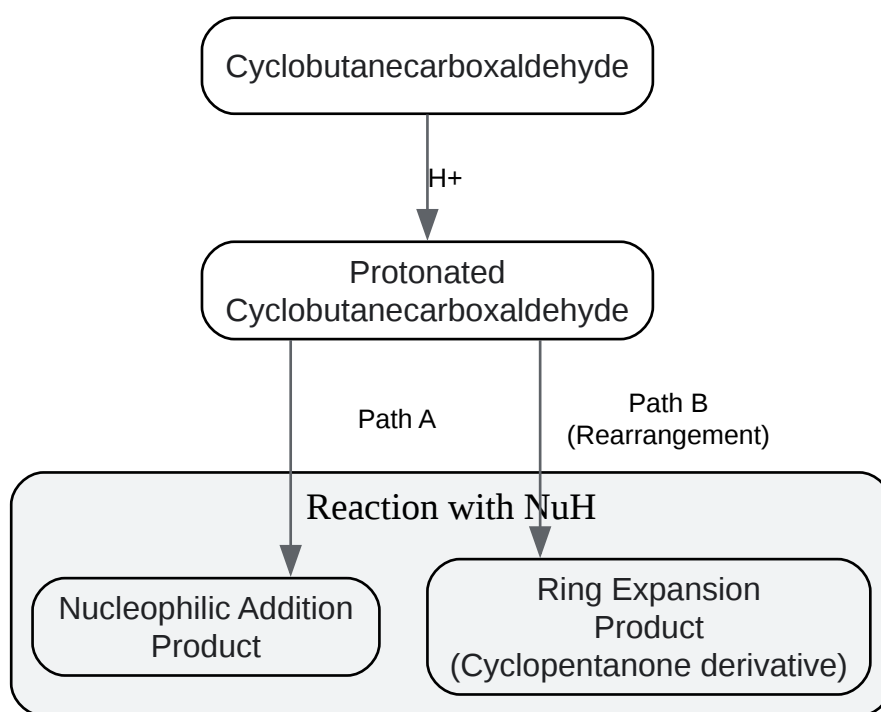 Cyclobutanecarboxaldehyde
H+
Protonated
Cyclobutanecarboxaldehyde
Path A
Path B
(Rearrangement)
Reaction with NuH
Nucleophilic Addition
Product
Ring Expansion
Product
(Cyclopentanone derivative)